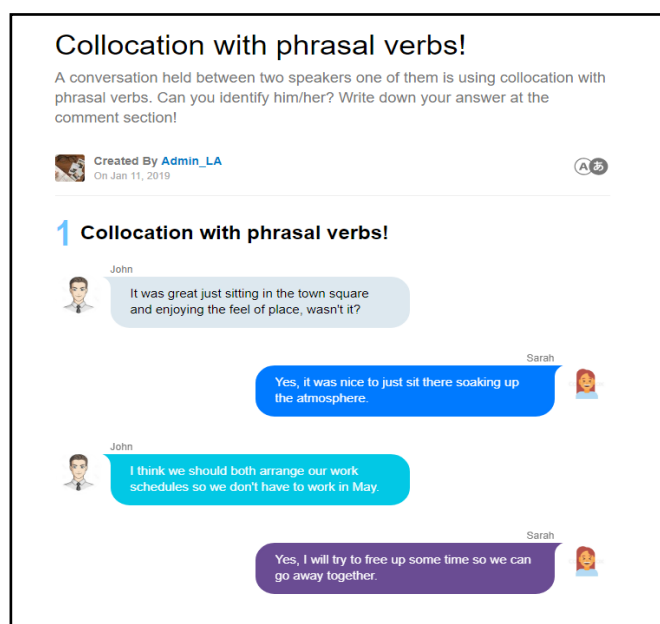 Collocation with phrasal verbs!
A conversation held between two speakers one of them is using collocation with
phrasal verbs. Can you identify him/her? Write down your answer at the
comment section!
Created By Admin_LA
On Jan 11, 2019
A あ
1 Collocation with phrasal verbs!
John
It was great just sitting in the town square
and enjoying the feel of place, wasn't it?
Sarah
Yes, it was nice to just sit there soaking up
the atmosphere.
John
I think we should both arrange our work
schedules so we don't have to work in May.
Sarah
Yes, I will try to free up some time so we can
go away together.